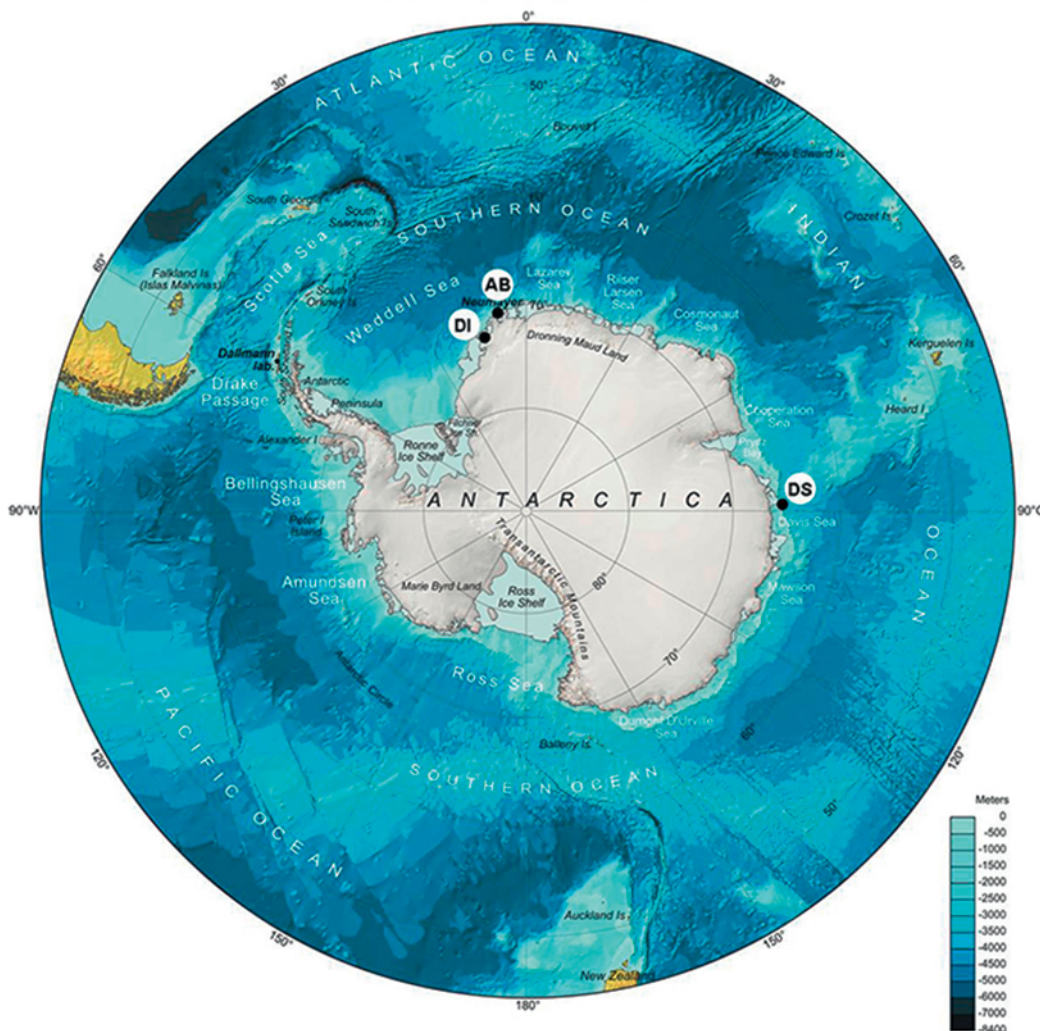 0°
30°
30°
ATLANTIC OCEAN
50°
Bouvet I
Prince Edward Is
South Georgia
South
Sandwich Is
SOUTHERN OCEAN
INDIAN
Crozet Is
60°
60°
Falkland Is
(Islas Malvinas)
Scotia Sea
South
Orkney Is
Weddell Sea
AB
Neumayer
70°
Lazarev
Sea
Riiser
Larsen
Sea
Cosmonaut
Sea
DI
Dronning Maud Land
Kerguelen Is
Dallmann
lab.
Drake
Passage
Antarctic
Peninsula
Heard I
Cooperation
Sea
Alexander I
Ronne
Ice Shelf
Bellingshausen
Sea
DS
ANTARCTICA
90°W
90°
Davis Sea
Peter I
Island
Transantarctic Mountains
OCEAN
Amundsen
Sea
Marie Byrd Land
Ross
Ice Shelf
80°
Mawson
Sea
70°
Ross Sea
Antarctic Circle
Dumont D'Urville
Sea
60°
Balleny Is
PACIFIC OCEAN
SOUTHERN OCEAN
50°
120°
120°
Auckland Is
New Zealand
150°
150°
180°
Meters
0
-500
-1000
-1500
-2000
-2500
-3000
-3500
-4000
-4500
-5000
-5500
-6000
-7000
-8400